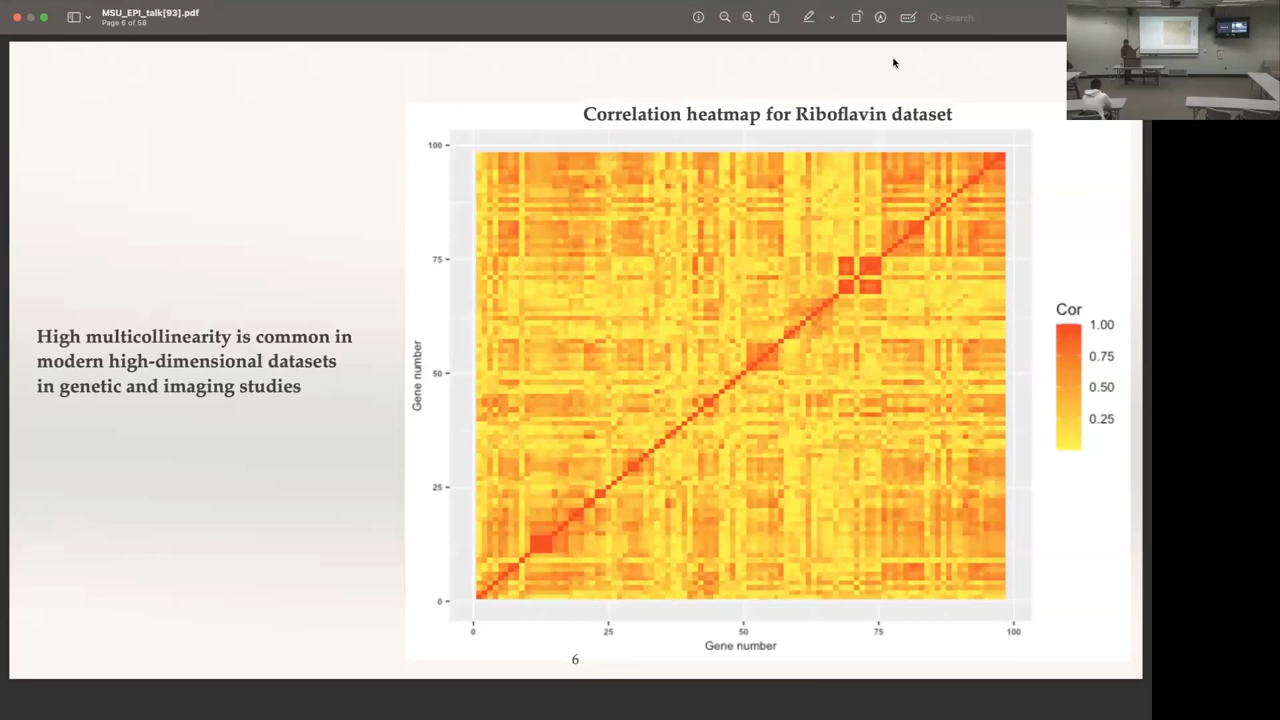 MSU_EPI_talk[93].pdf
Page 6 of 58
Search
Correlation heatmap for Riboflavin dataset
High multicollinearity is common in
modern high-dimensional datasets
in genetic and imaging studies
Gene number
100
75
50
25
0
0
25
50
75
100
Gene number
Cor
1.00
0.75
0.50
0.25
6